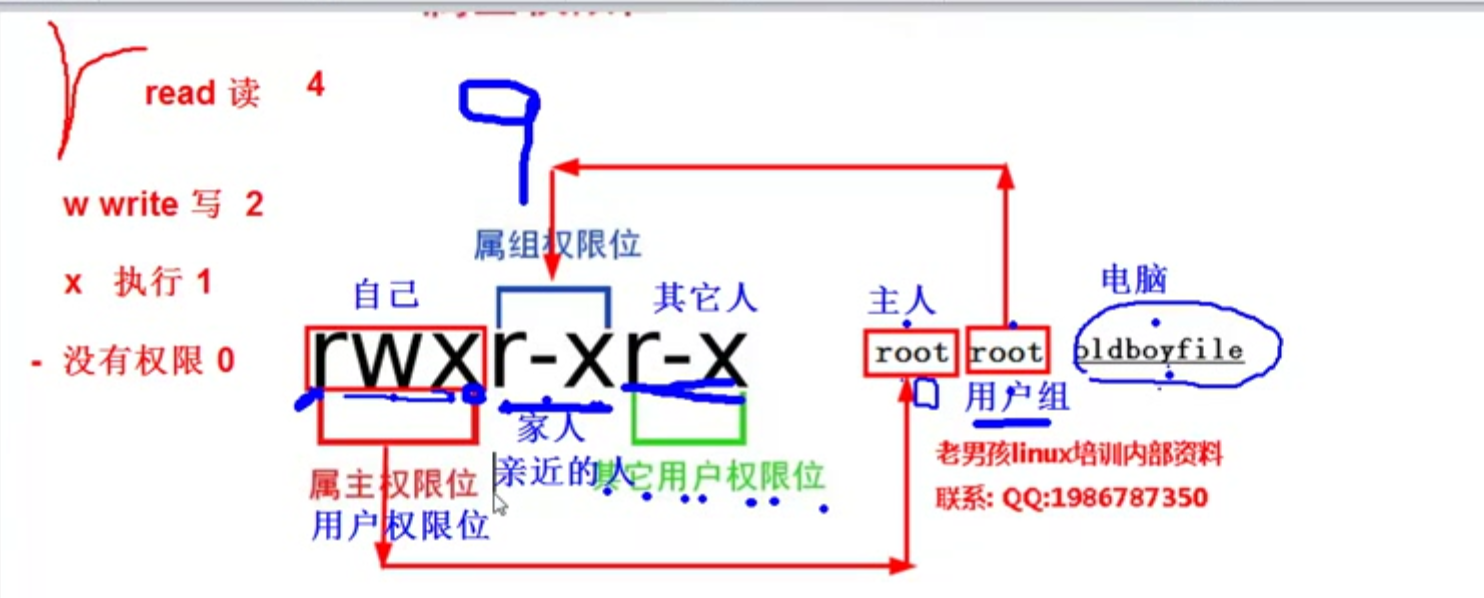 read 读 4
w write 写 2
x 执行 1
- 没有权限 0
属组权限位
自己
其它人
rwxr-xr-x
家人
亲近的人
属主权限位
其它用户权限位
用户权限位
主人
电脑
root root oldboyfile
用户组
老男孩linux培训内部资料
联系: QQ:1986787350